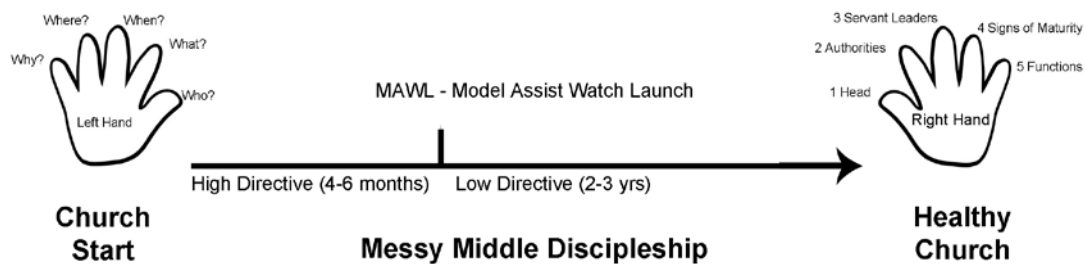 Why?
Where?
When?
What?
Who?
Left Hand
MAWL - Model Assist Watch Launch
3 Servant Leaders
4 Signs of Maturity
2 Authorities
5 Functions
1 Head
Right Hand
High Directive (4-6 months)
Low Directive (2-3 yrs)
Church
Start
Messy Middle Discipleship
Healthy
Church